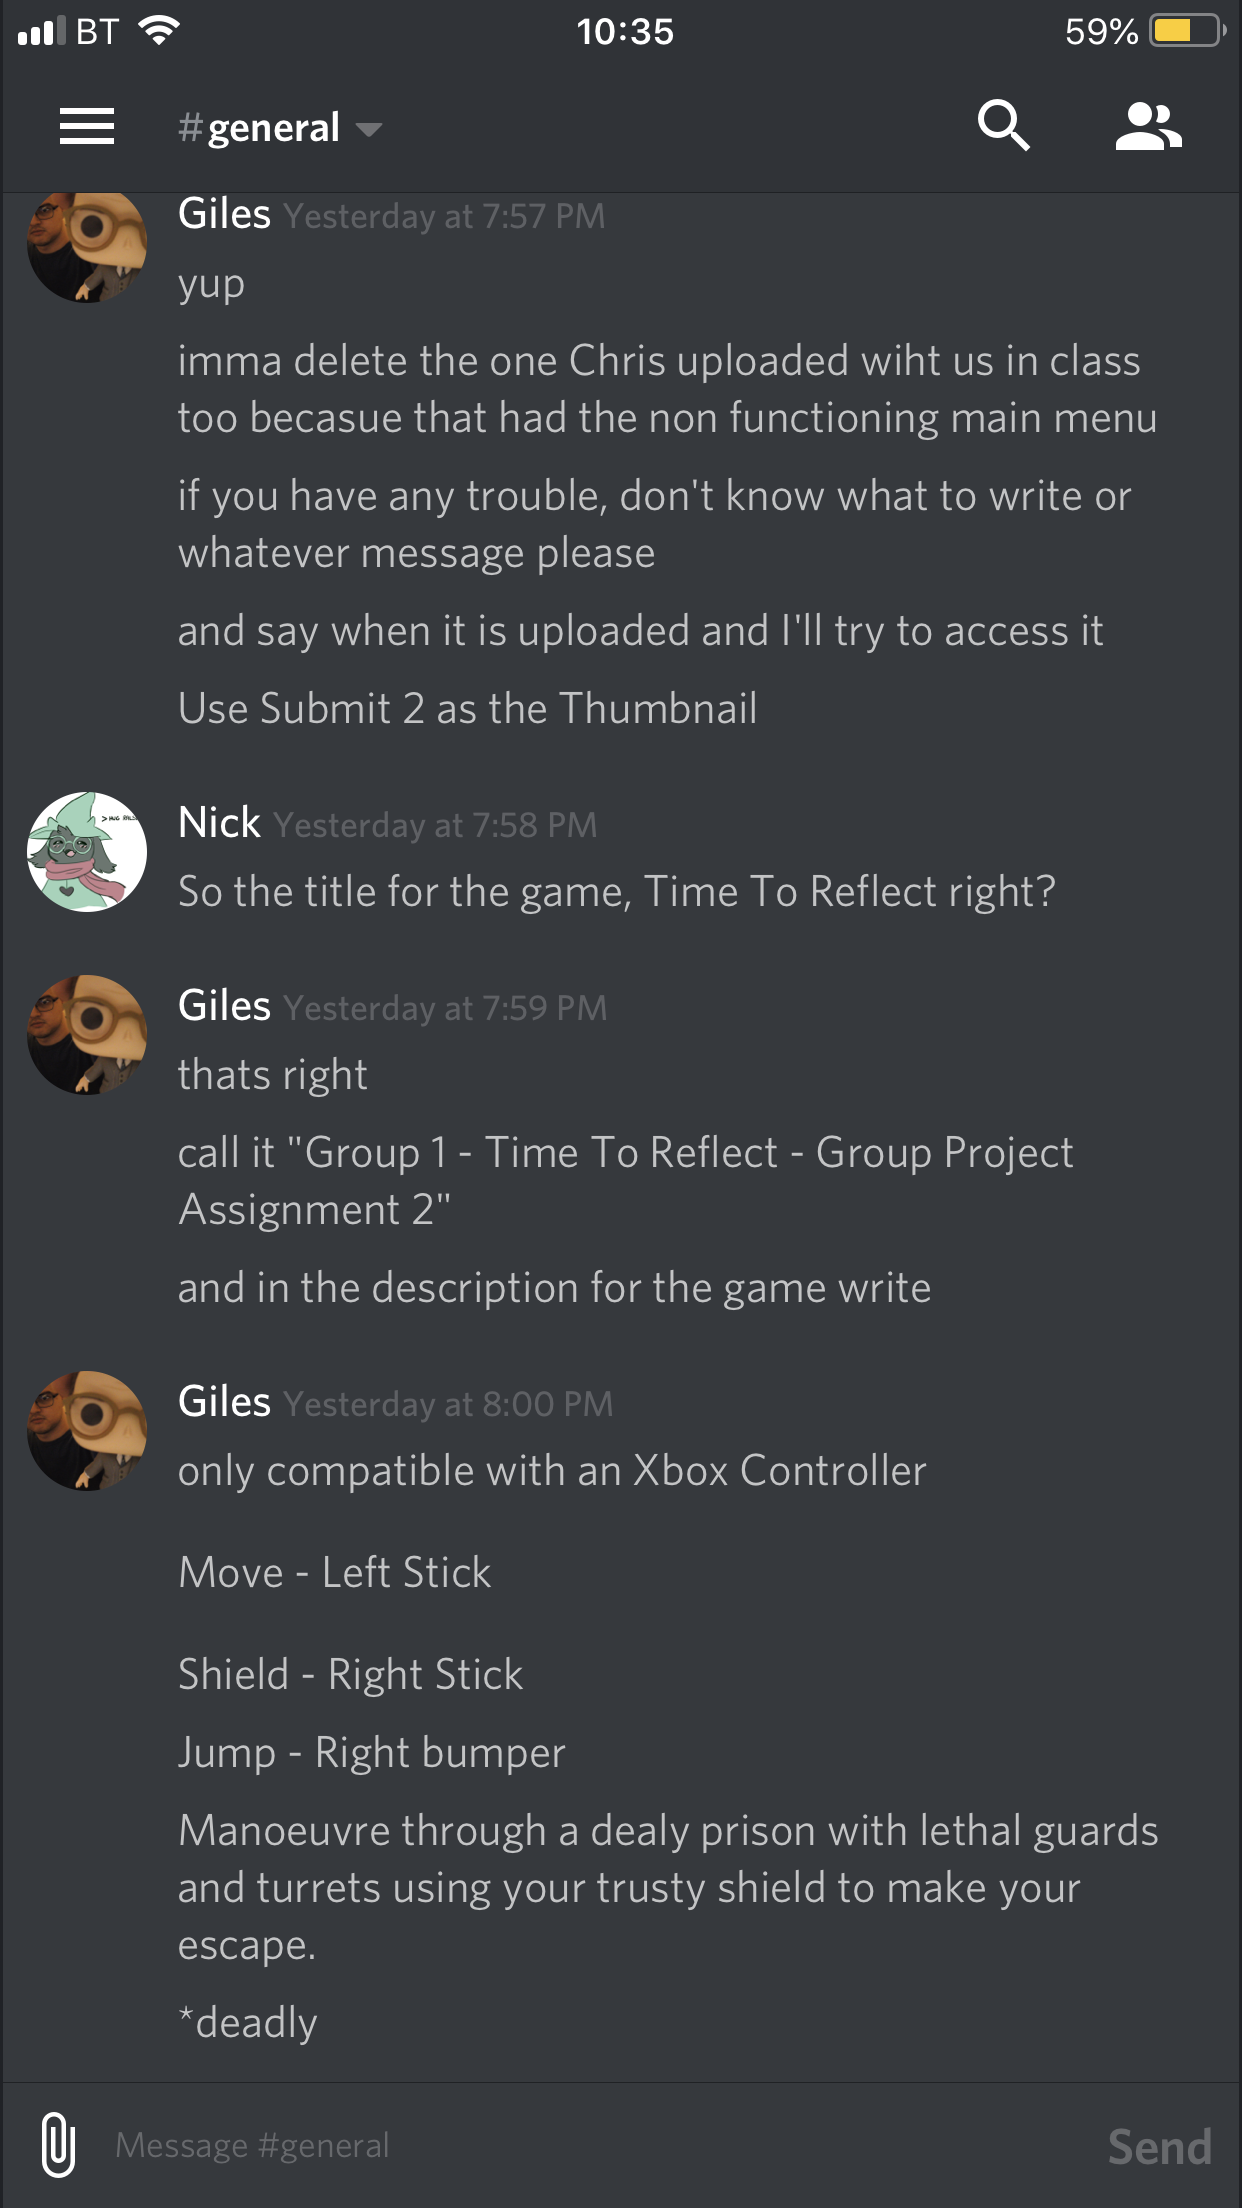 BT 10:35 59%
#general
Giles Yesterday at 7:57 PM
yup
imma delete the one Chris uploaded wiht us in class
too becasue that had the non functioning main menu
if you have any trouble, don't know what to write or
whatever message please
and say when it is uploaded and I'll try to access it
Use Submit 2 as the Thumbnail
Nick Yesterday at 7:58 PM
So the title for the game, Time To Reflect right?
Giles Yesterday at 7:59 PM
thats right
call it "Group 1 - Time To Reflect - Group Project
Assignment 2"
and in the description for the game write
Giles Yesterday at 8:00 PM
only compatible with an Xbox Controller
Move - Left Stick
Shield - Right Stick
Jump - Right bumper
Manoeuvre through a dealy prison with lethal guards
and turrets using your trusty shield to make your
escape.
*deadly
Message #general Send